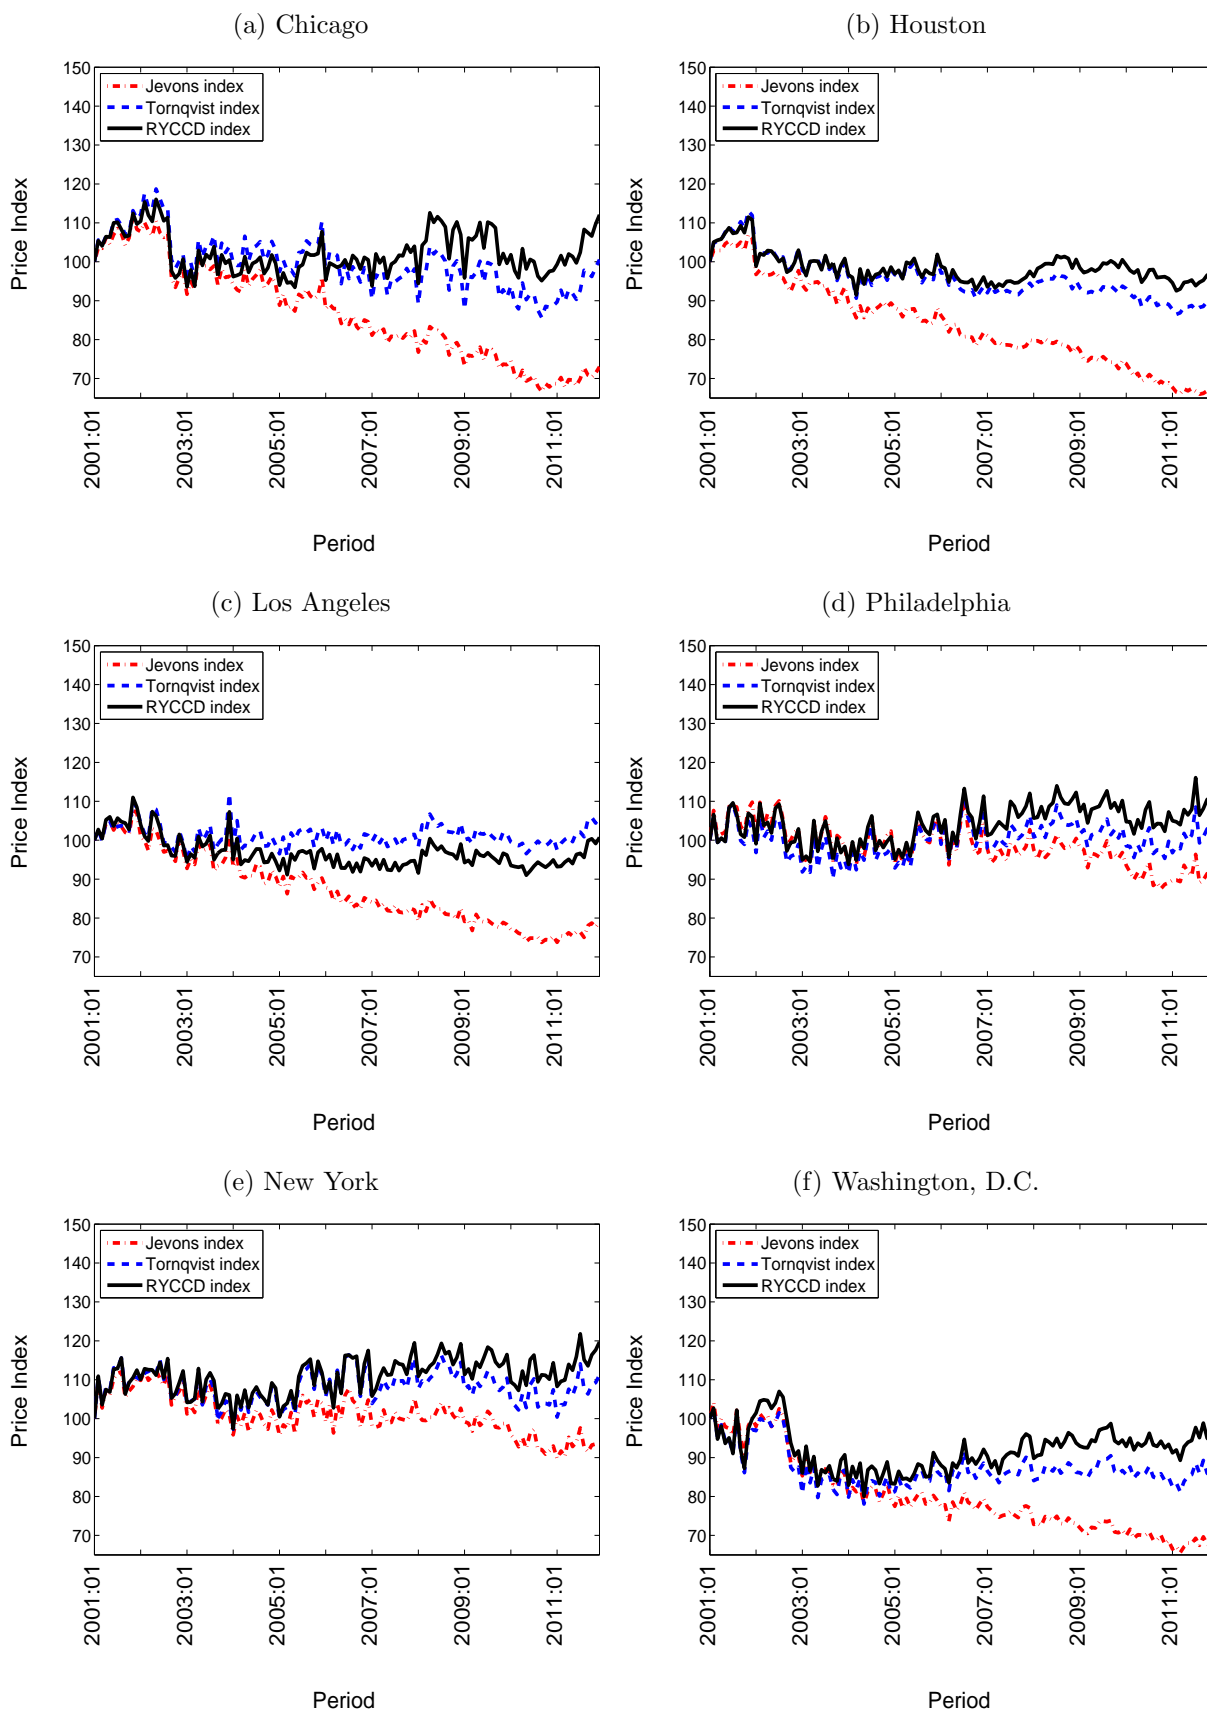 (a) Chicago
150
140
130
120
110
100
90
80
70
Price Index
Jevons index
Tornqvist index
RYCCD index
2001:01
2003:01
2005:01
2007:01
2009:01
2011:01
Period
(b) Houston
150
140
130
120
110
100
90
80
70
Price Index
Jevons index
Tornqvist index
RYCCD index
2001:01
2003:01
2005:01
2007:01
2009:01
2011:01
Period
(c) Los Angeles
150
140
130
120
110
100
90
80
70
Price Index
Jevons index
Tornqvist index
RYCCD index
2001:01
2003:01
2005:01
2007:01
2009:01
2011:01
Period
(d) Philadelphia
150
140
130
120
110
100
90
80
70
Price Index
Jevons index
Tornqvist index
RYCCD index
2001:01
2003:01
2005:01
2007:01
2009:01
2011:01
Period
(e) New York
150
140
130
120
110
100
90
80
70
Price Index
Jevons index
Tornqvist index
RYCCD index
2001:01
2003:01
2005:01
2007:01
2009:01
2011:01
Period
(f) Washington, D.C.
150
140
130
120
110
100
90
80
70
Price Index
Jevons index
Tornqvist index
RYCCD index
2001:01
2003:01
2005:01
2007:01
2009:01
2011:01
Period